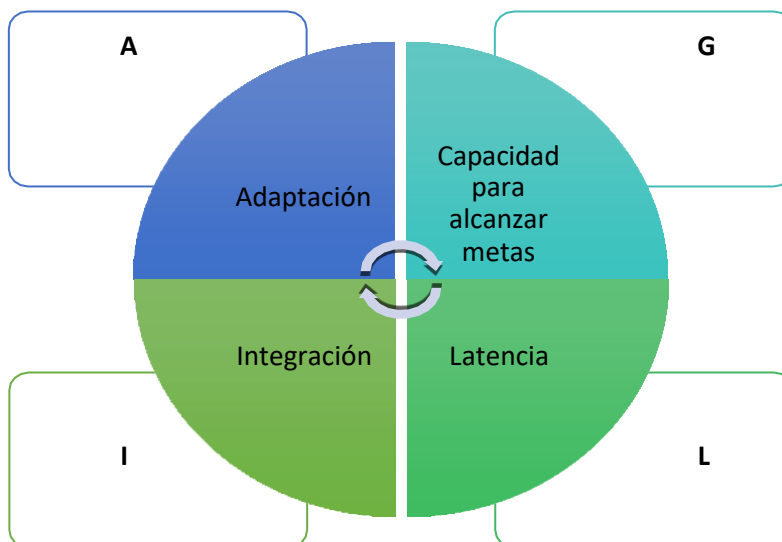 A
G
Adaptación
Capacidad
para
alcanzar
metas
Integración
Latencia
I
L